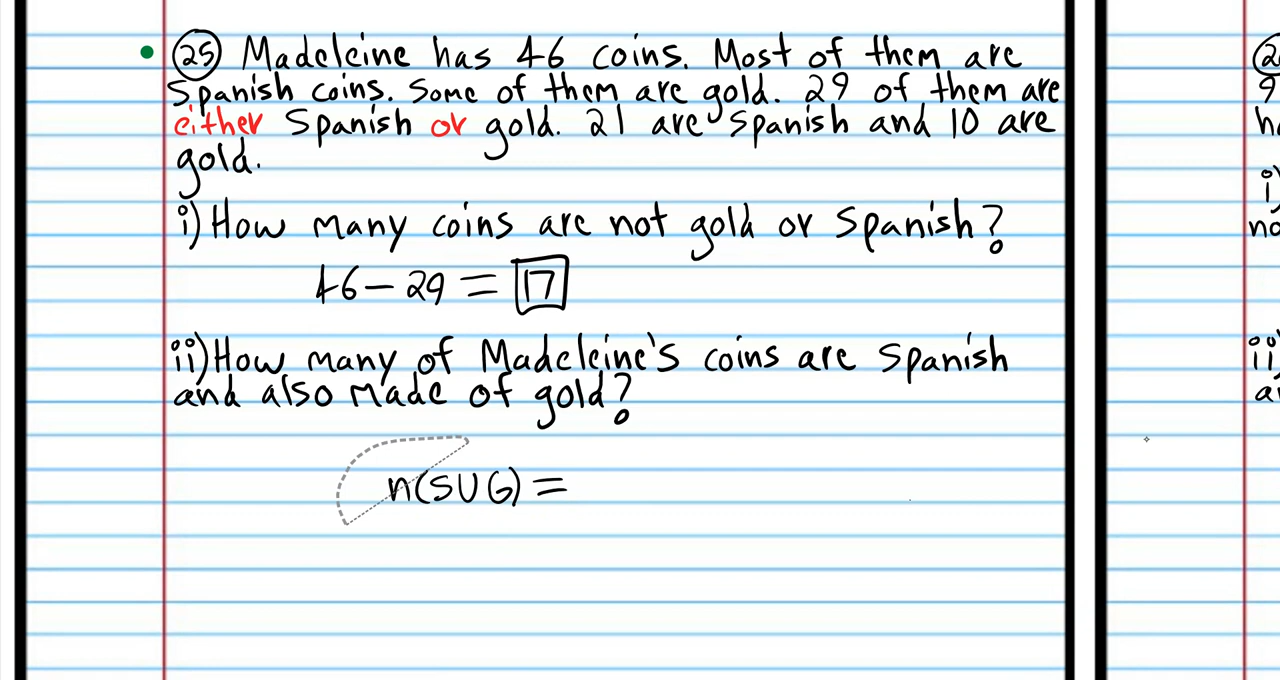 25 Madeleine has 46 coins. Most of them are
Spanish coins. Some of them are gold. 29 of them are
either Spanish or gold. 21 are Spanish and 10 are
gold.
i) How many coins are not gold or Spanish?
46 - 29 = 17
ii) How many of Madeleine's coins are Spanish
and also made of gold?
n(S∪G) =